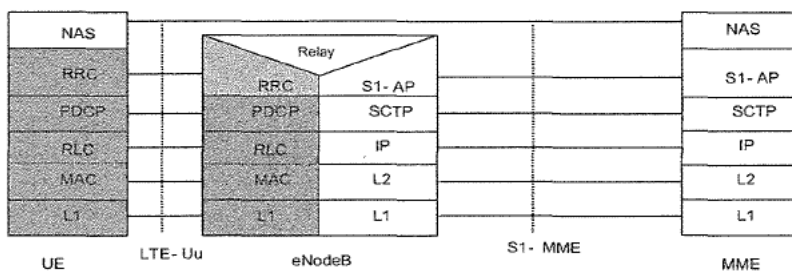 NAS
NAS
Relay
RRC
RRC
S1- AP
S1- AP
PDCP
PDCP
SCTP
SCTP
RLC
RLC
IP
IP
MAC
MAC
L2
L2
L1
L1
L1
L1
UE
LTE- Uu
eNodeB
S1- MME
MME